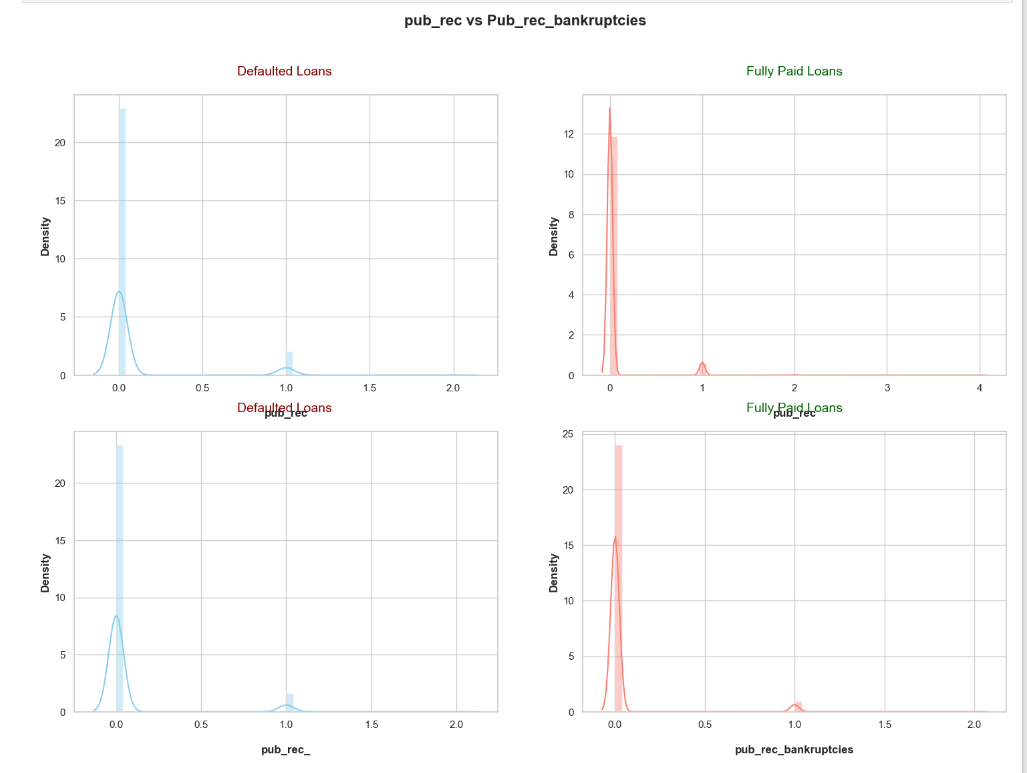 pub_rec vs Pub_rec_bankruptcies
Defaulted Loans
Density
20
15
10
5
0
0.0 0.5 1.0 1.5 2.0
pub_rec
Fully Paid Loans
Density
12
10
8
6
4
2
0
0 1 2 3 4
pub_rec
Defaulted Loans
Density
20
15
10
5
0
0.0 0.5 1.0 1.5 2.0
pub_rec_
Fully Paid Loans
Density
25
20
15
10
5
0
0.0 0.5 1.0 1.5 2.0
pub_rec_bankruptcies